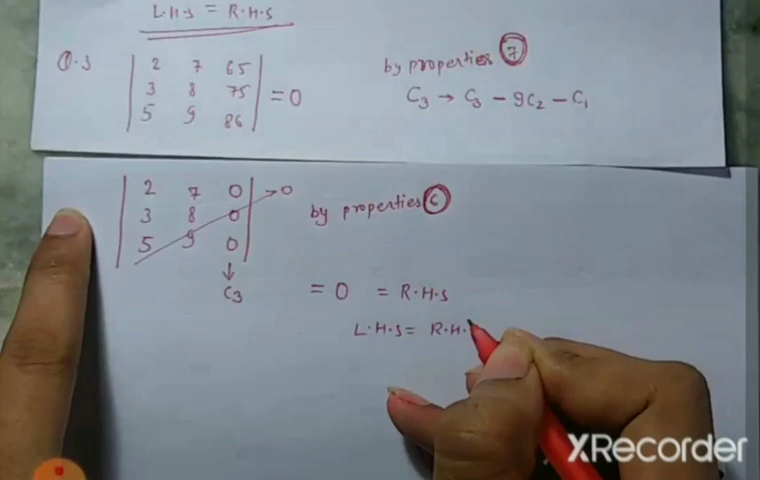 L.H.S = R.H.S
Q.3
2 7 65
3 8 75 = 0
5 9 86
by properties 7
C3 → C3 - 9C2 - C1
2 7 0 → 0
3 8 0
5 9 0
by properties 6
↓
C3
= 0 = R.H.S
L.H.S = R.H.
XRecorder